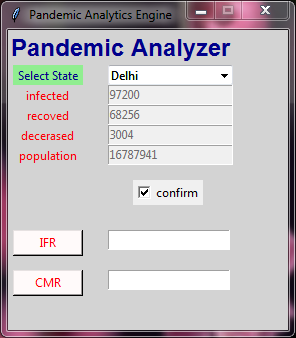 Pandemic Analytics Engine
Pandemic Analyzer
Select State Delhi
infected 97200
recoved 68256
decerased 3004
population 16787941
confirm
IFR
CMR